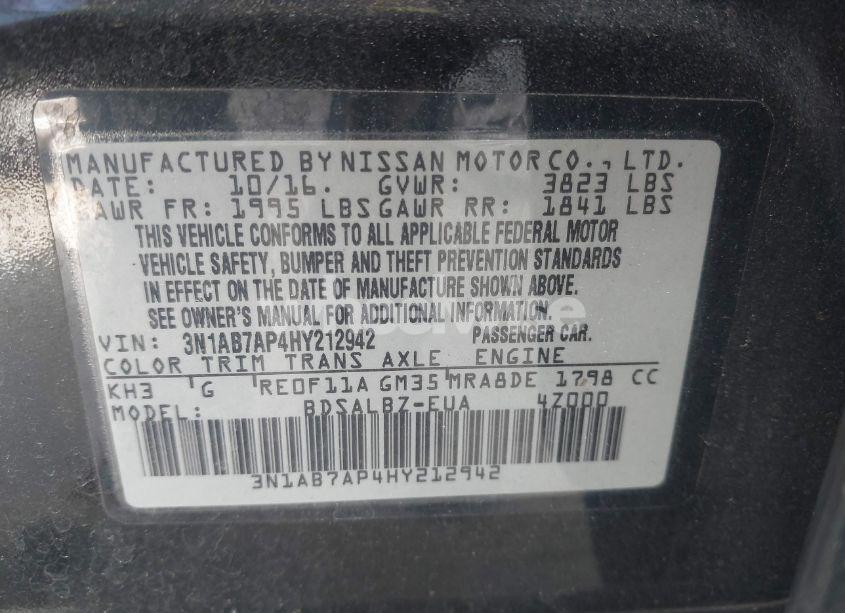 MANUFACTURED BY NISSAN MOTOR CO., LTD.
DATE: 10/16. GVWR: 3823 LBS
GAWR FR: 1995 LBS GAWR RR: 1841 LBS
THIS VEHICLE CONFORMS TO ALL APPLICABLE FEDERAL MOTOR
VEHICLE SAFETY, BUMPER AND THEFT PREVENTION STANDARDS
IN EFFECT ON THE DATE OF MANUFACTURE SHOWN ABOVE.
SEE OWNER'S MANUAL FOR ADDITIONAL INFORMATION.
VIN: 3N1AB7AP4HY212942 PASSENGER CAR.
COLOR TRIM TRANS AXLE ENGINE
KH3 G RE0F11A GM35 MRA8DE 1798 CC
MODEL: BDSALBZ-EUA 4Z000
3N1AB7AP4HY212942